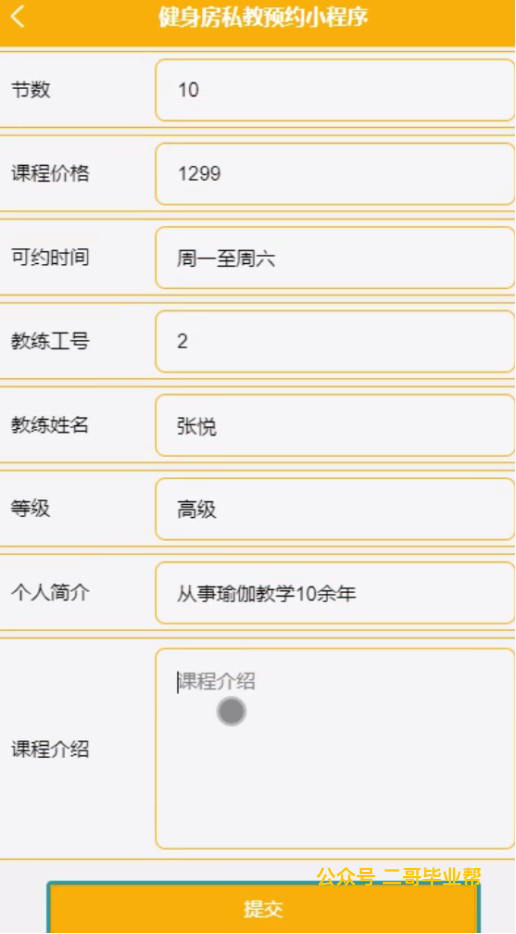 健身房私教预约小程序
节数 10
课程价格 1299
可约时间 周一至周六
教练工号 2
教练姓名 张悦
等级 高级
个人简介 从事瑜伽教学10余年
课程介绍
课程介绍
公众号 二哥毕业帮
提交